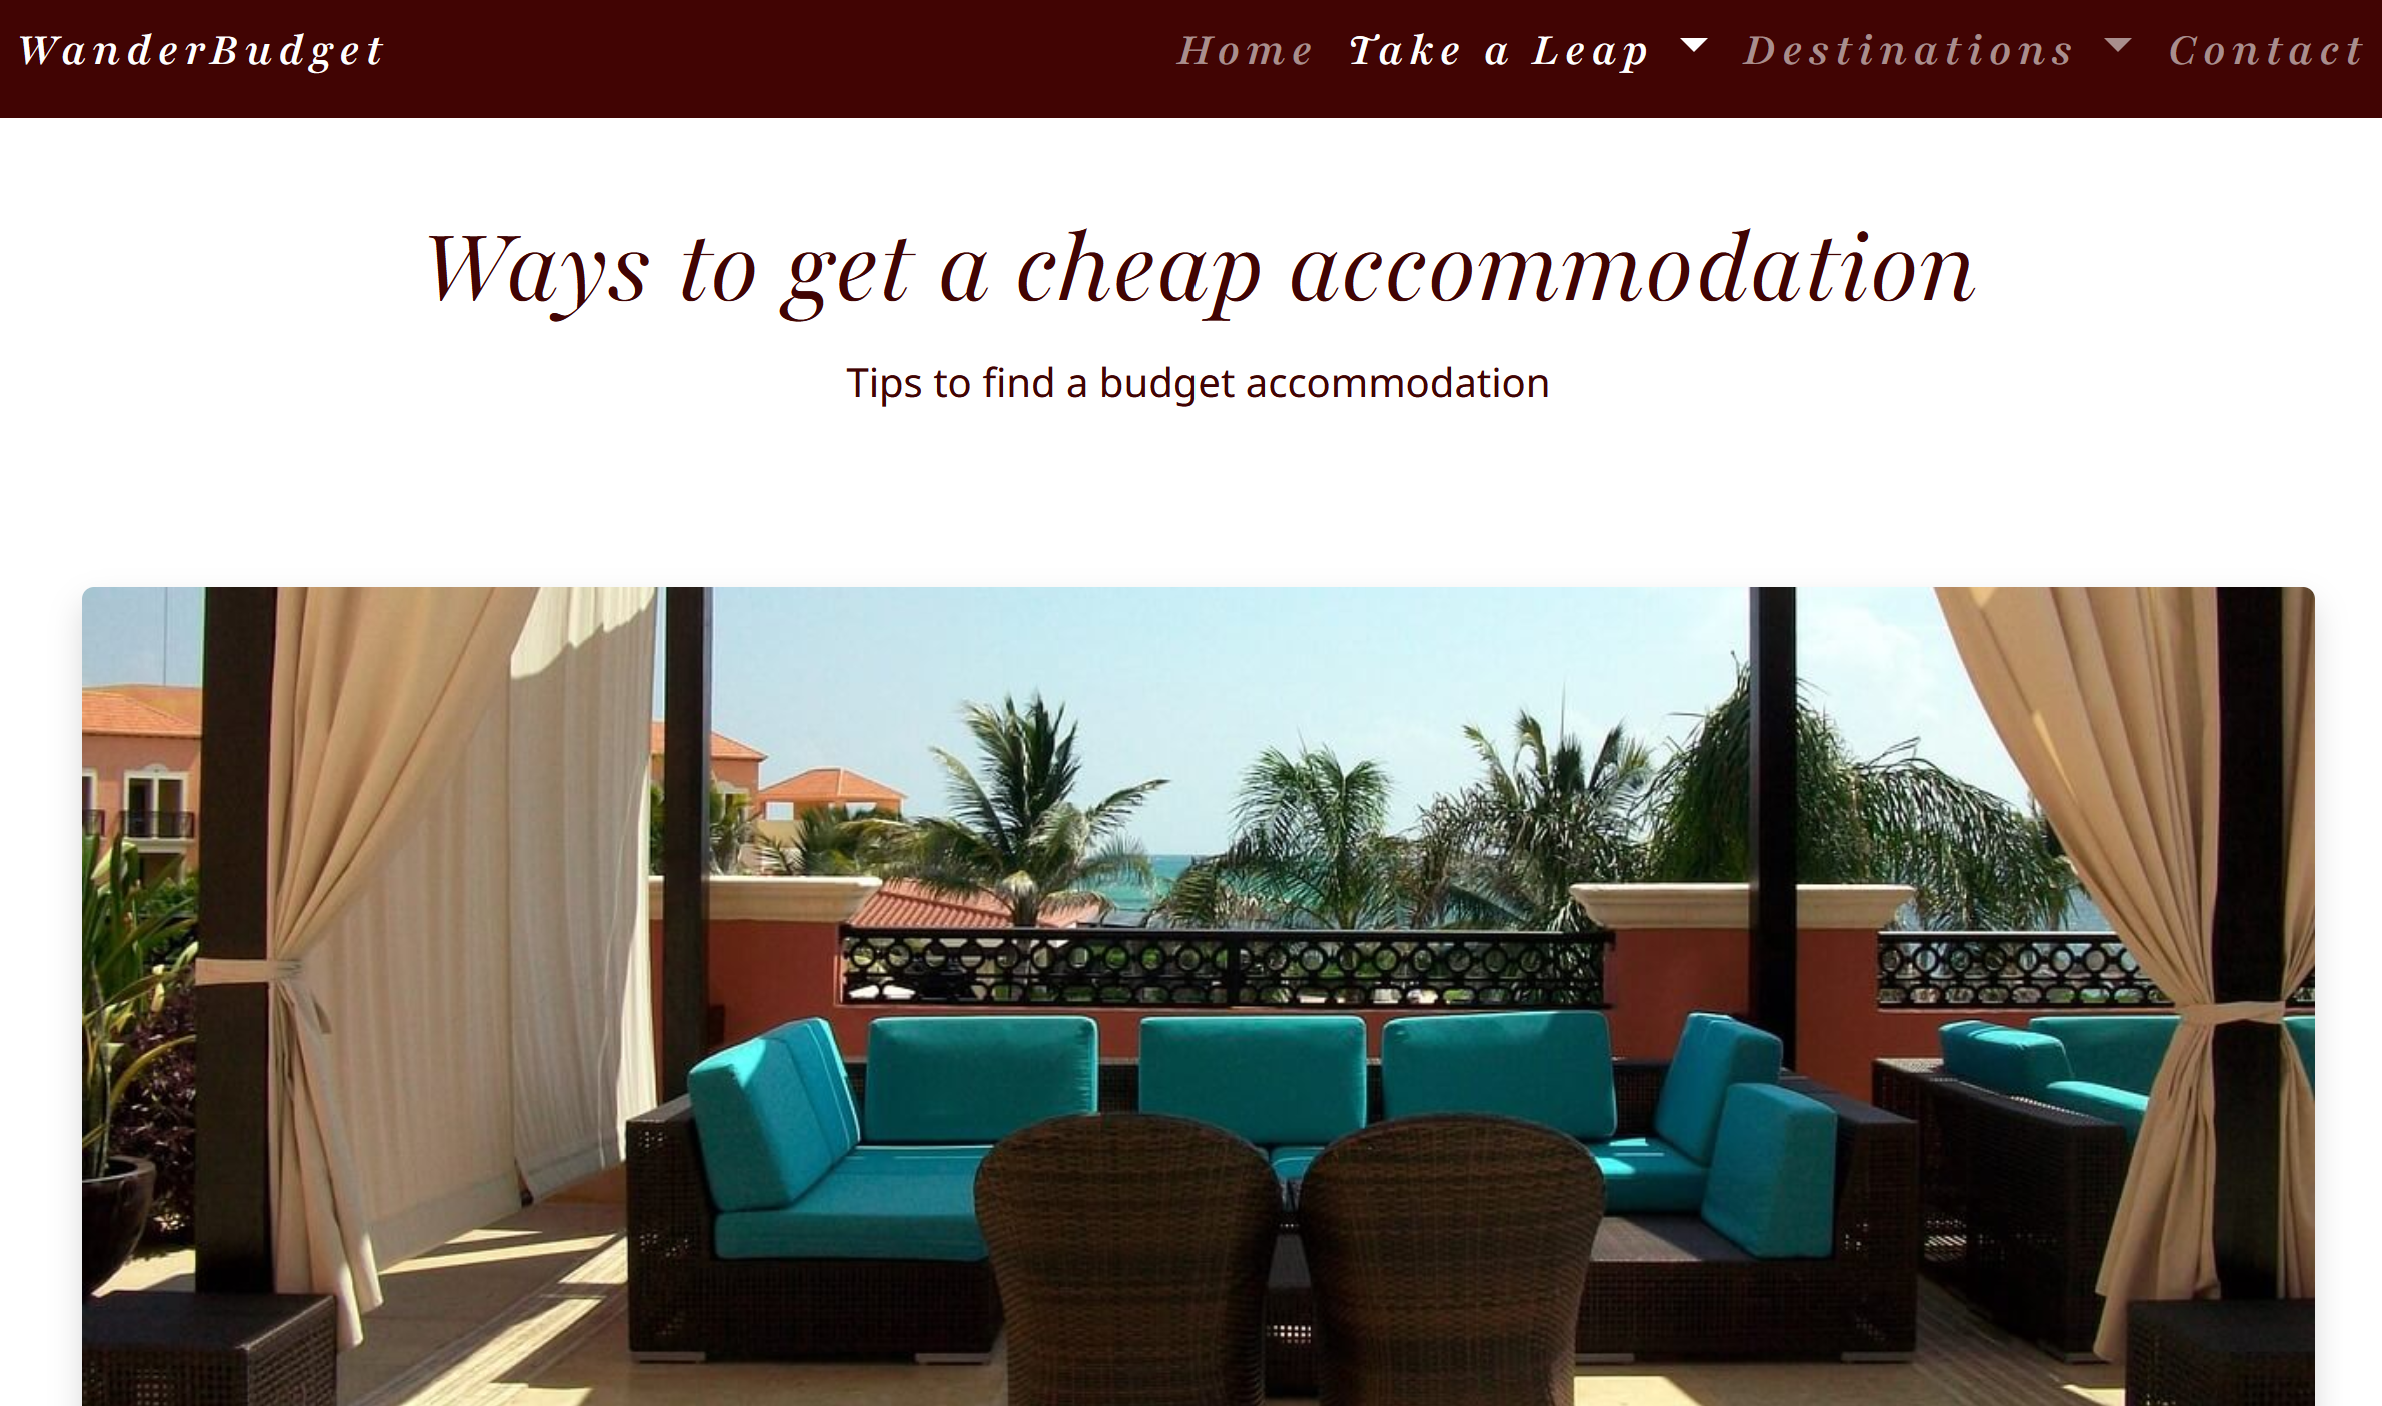 WanderBudget Home Take a Leap Destinations Contact
Ways to get a cheap accommodation
Tips to find a budget accommodation